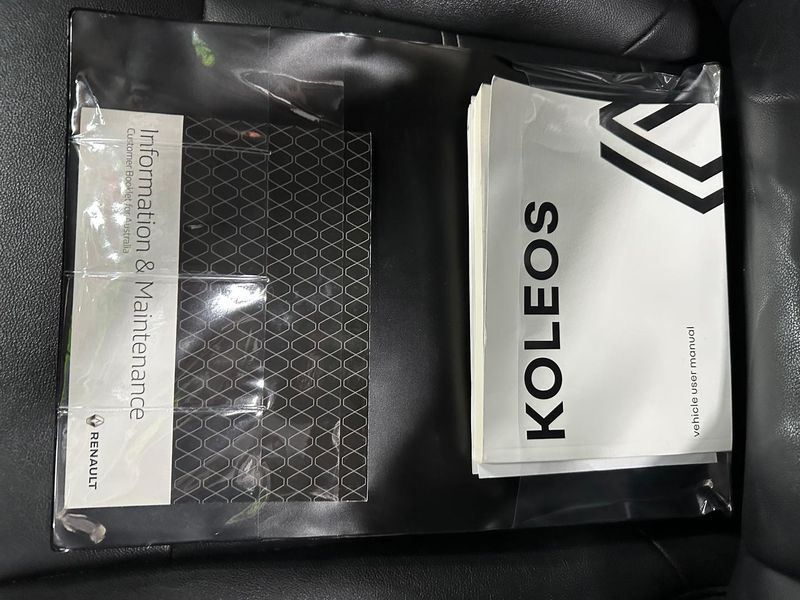 Information & Maintenance
Customer Booklet for Australia
RENAULT
KOLEOS
vehicle user manual